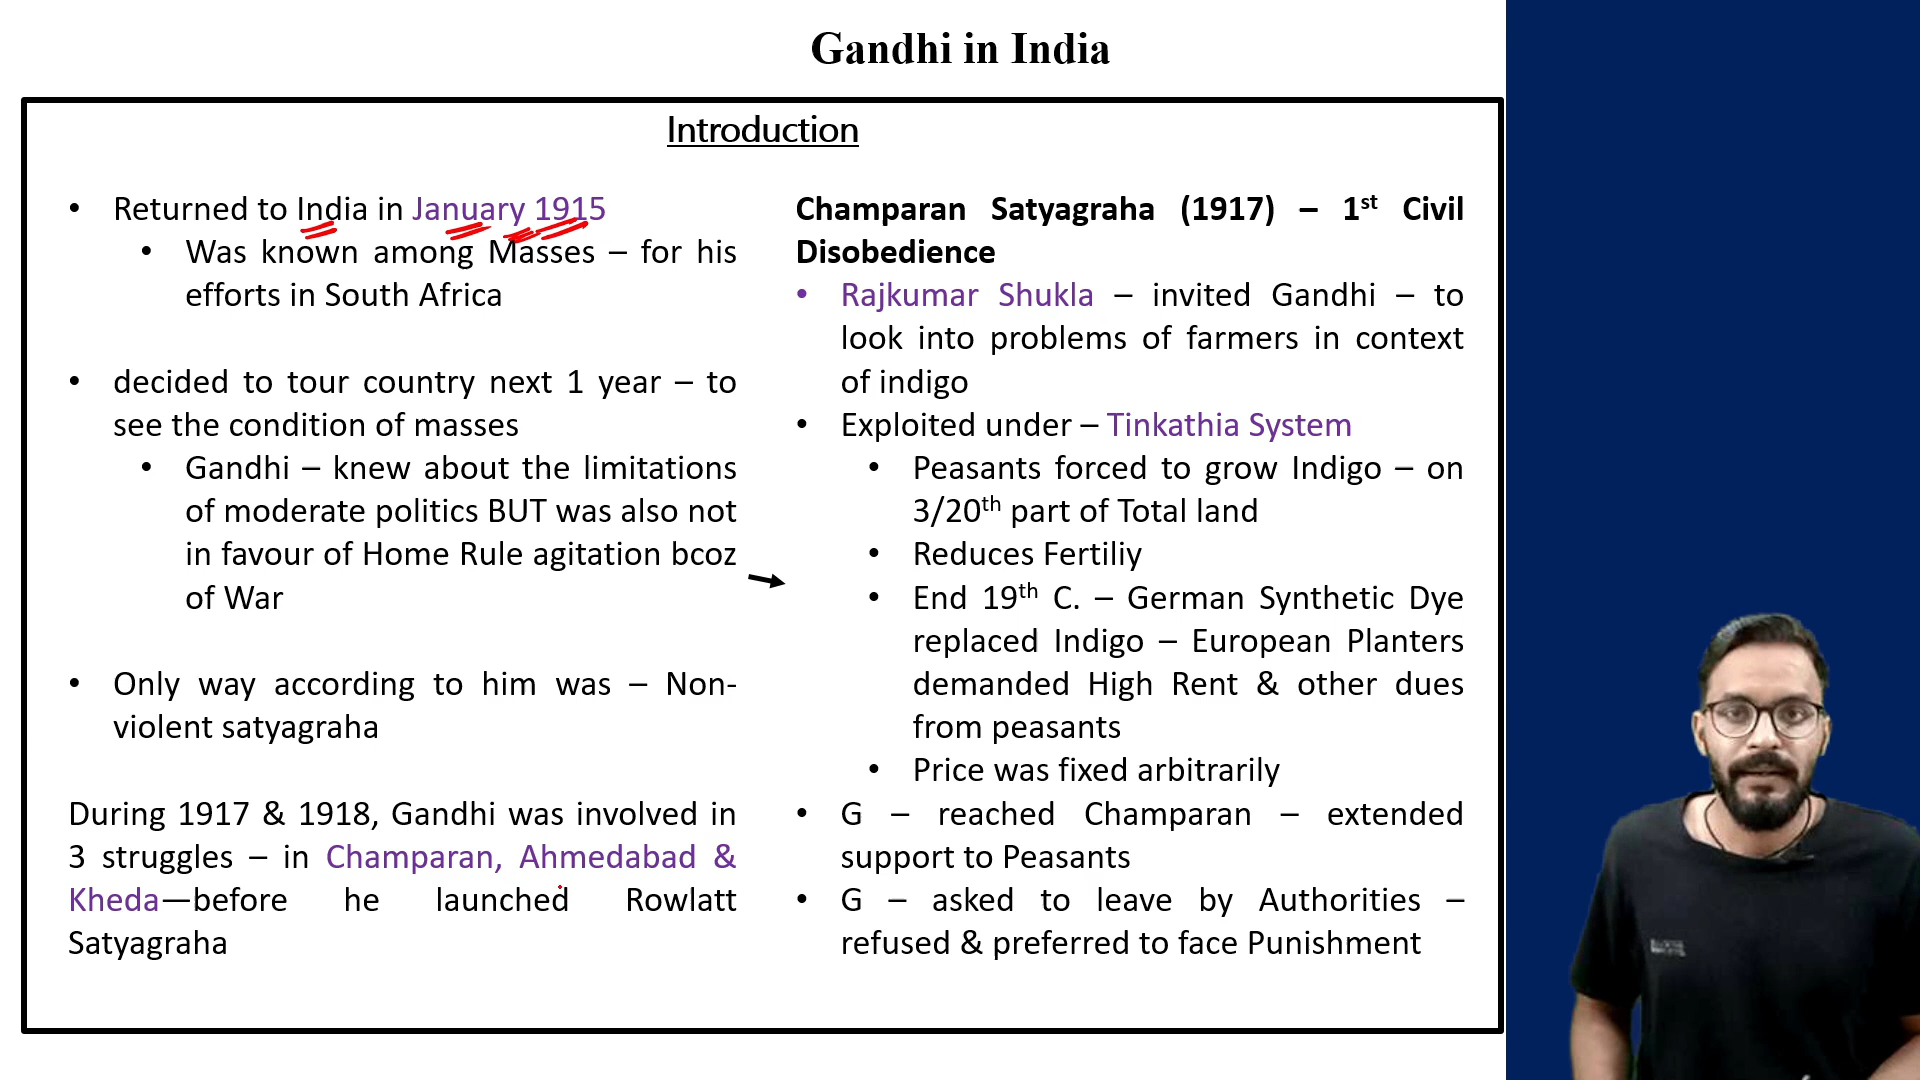 Gandhi in India
Introduction
• Returned to India in January 1915
• Was known among Masses – for his
efforts in South Africa
• decided to tour country next 1 year – to
see the condition of masses
• Gandhi – knew about the limitations
of moderate politics BUT was also not
in favour of Home Rule agitation bcoz
of War
• Only way according to him was – Non-
violent satyagraha
During 1917 & 1918, Gandhi was involved in
3 struggles – in Champaran, Ahmedabad &
Kheda—before he launched Rowlatt
Satyagraha
Champaran Satyagraha (1917) – 1st Civil
Disobedience
• Rajkumar Shukla – invited Gandhi – to
look into problems of farmers in context
of indigo
• Exploited under – Tinkathia System
• Peasants forced to grow Indigo – on
3/20th part of Total land
• Reduces Fertiliy
• End 19th C. – German Synthetic Dye
replaced Indigo – European Planters
demanded High Rent & other dues
from peasants
• Price was fixed arbitrarily
• G – reached Champaran – extended
support to Peasants
• G – asked to leave by Authorities –
refused & preferred to face Punishment